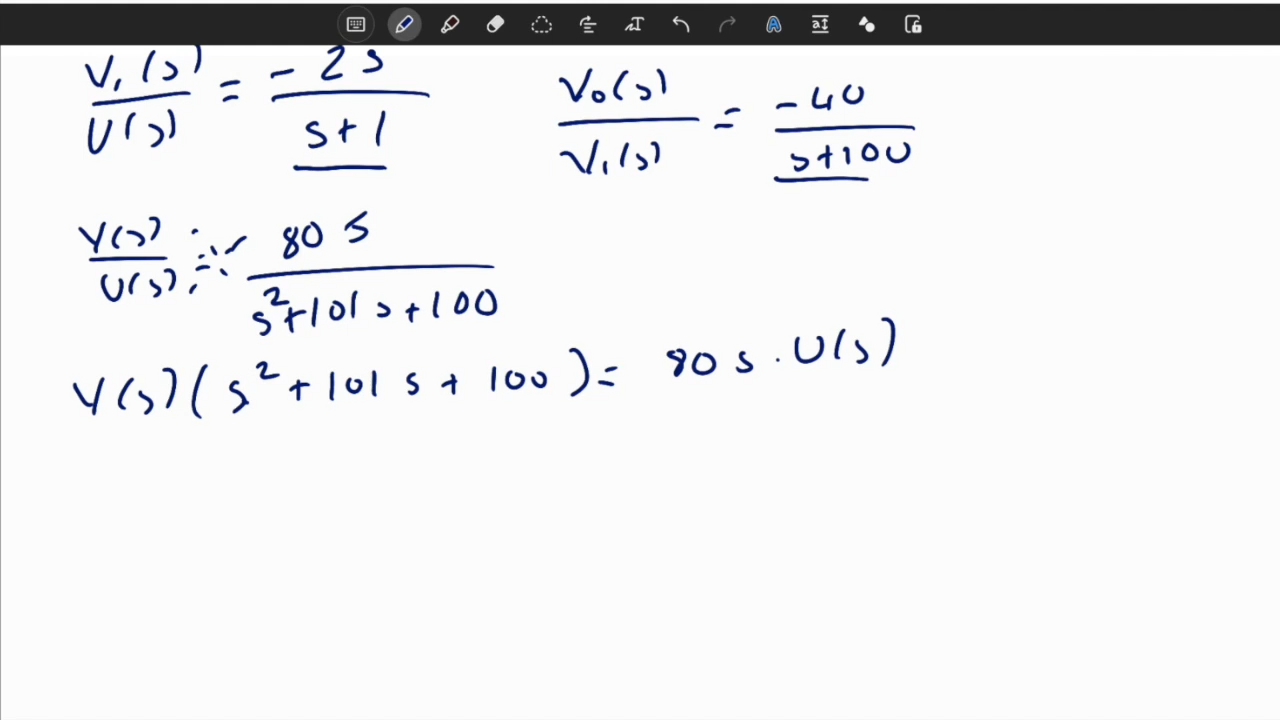 V₁(s)/U(s) = -2s/(s+1)    V₀(s)/V₁(s) = -40/(s+100)
Y(s)/U(s) = 80s/(s²+101s+100)
Y(s)(s²+101s+100) = 80s · U(s)